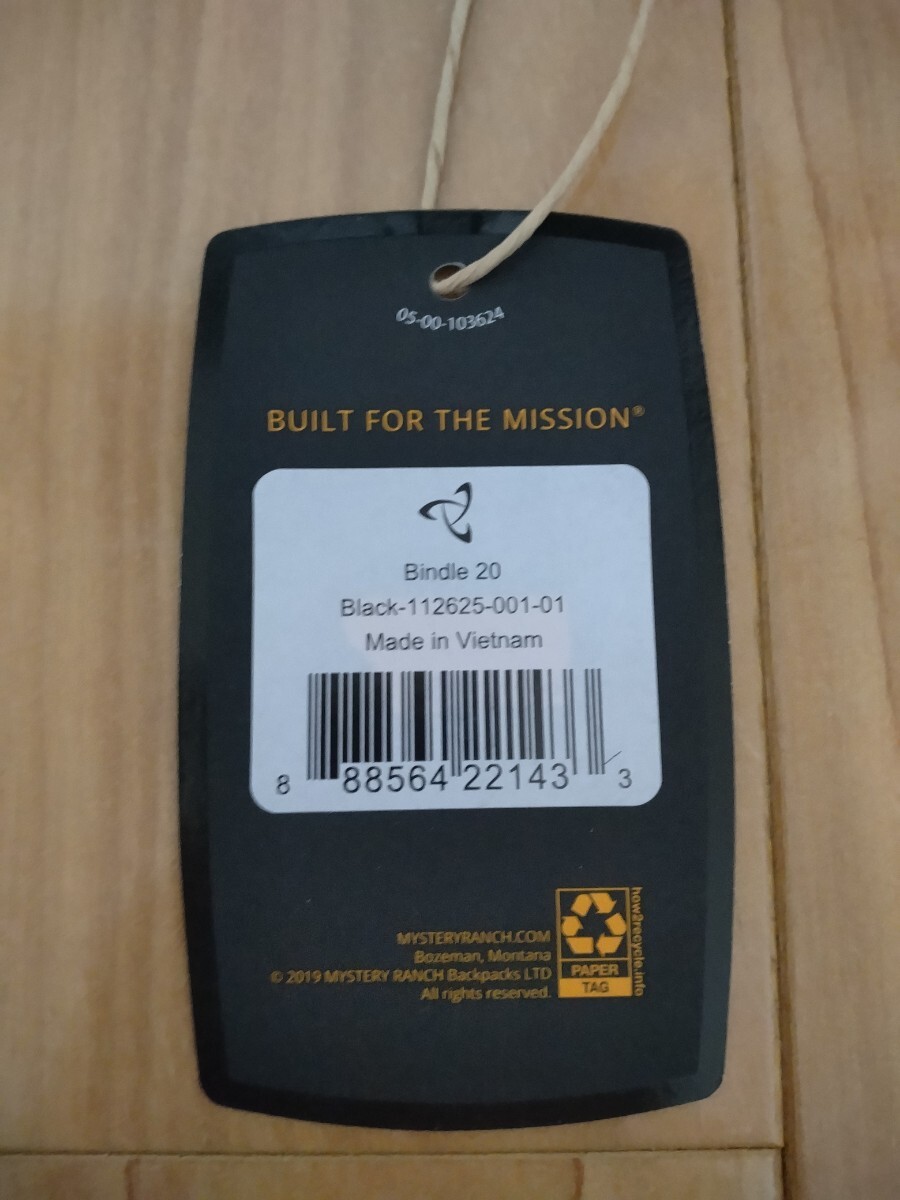 05-00-103624
BUILT FOR THE MISSION®
Bindle 20
Black-112625-001-01
Made in Vietnam
8 88564 22143 3
how2recycle.info
MYSTERYRANCH.COM
Bozeman, Montana
© 2019 MYSTERY RANCH Backpacks LTD
All rights reserved.
PAPER
TAG